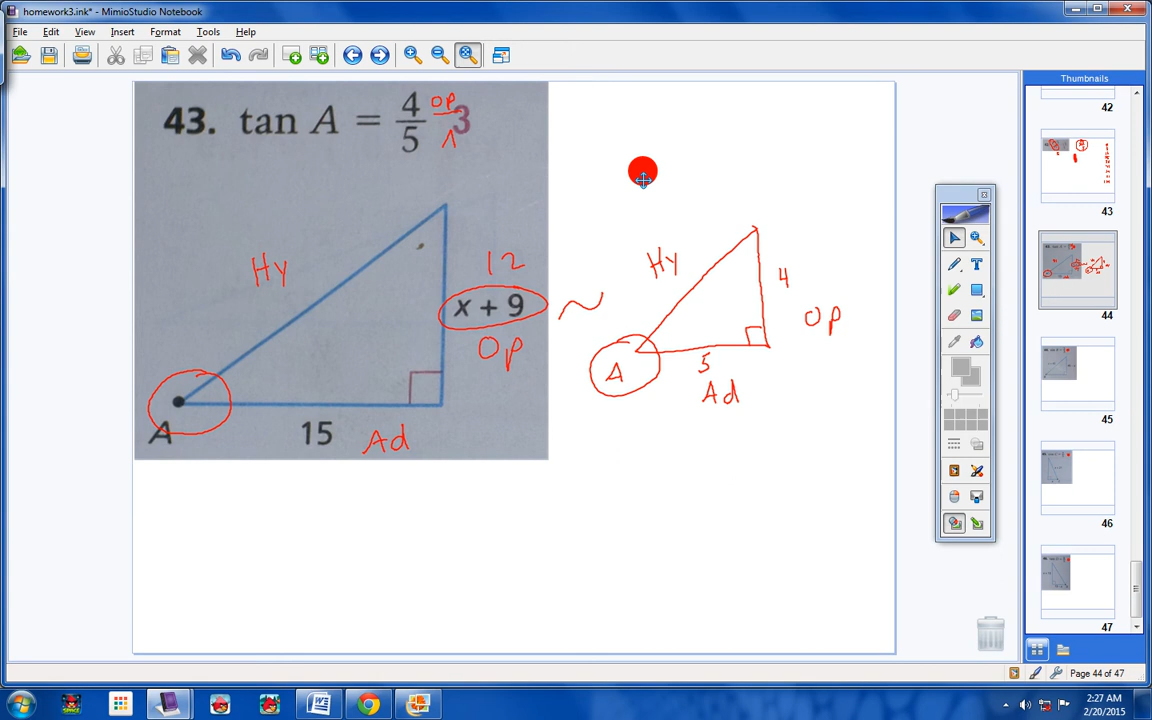 homework3.ink* - MimioStudio Notebook
File Edit View Insert Format Tools Help
Thumbnails
43. tan A = 4/5 3
Op
Hy
12
x + 9
Op
A
15
Ad
Hy
4
Op
A
5
Ad
42
43
44
45
46
47
Page 44 of 47
2:27 AM
2/20/2015